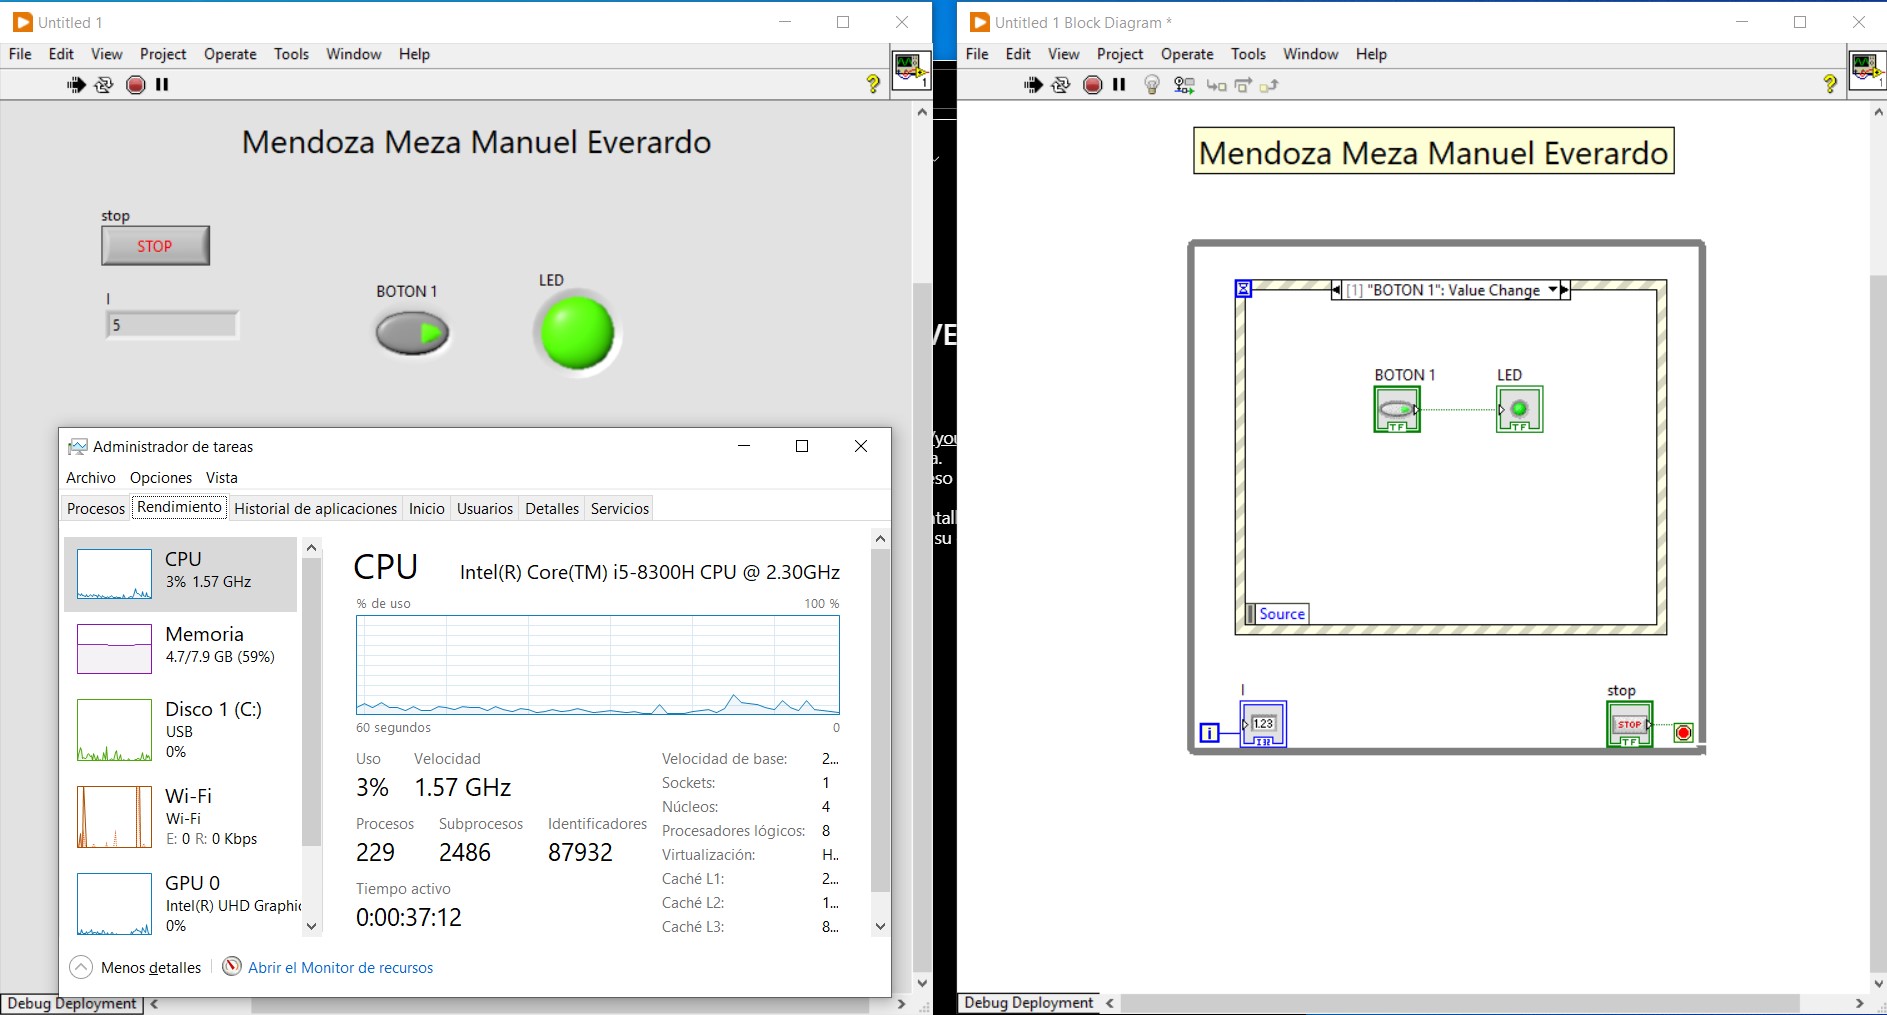 Untitled 1
File Edit View Project Operate Tools Window Help
1
Mendoza Meza Manuel Everardo
stop
STOP
I
5
BOTON 1
LED
Administrador de tareas
Archivo Opciones Vista
Procesos Rendimiento Historial de aplicaciones Inicio Usuarios Detalles Servicios
CPU
3% 1.57 GHz
Memoria
4.7/7.9 GB (59%)
Disco 1 (C:)
USB
0%
Wi-Fi
Wi-Fi
E: 0 R: 0 Kbps
GPU 0
Intel(R) UHD Graphic
0%
CPU Intel(R) Core(TM) i5-8300H CPU @ 2.30GHz
% de uso 100 %
60 segundos 0
Uso Velocidad
3% 1.57 GHz
Procesos Subprocesos Identificadores
229 2486 87932
Tiempo activo
0:00:37:12
Velocidad de base: 2...
Sockets: 1
Núcleos: 4
Procesadores lógicos: 8
Virtualización: H..
Caché L1: 2...
Caché L2: 1...
Caché L3: 8...
Menos detalles Abrir el Monitor de recursos
Debug Deployment
VE
/you
a.
eso
su
Untitled 1 Block Diagram *
File Edit View Project Operate Tools Window Help
1
Mendoza Meza Manuel Everardo
[1] "BOTON 1": Value Change
BOTON 1
TF
LED
TF
Source
I
i
1.23
I32
stop
STOP
TF
Debug Deployment